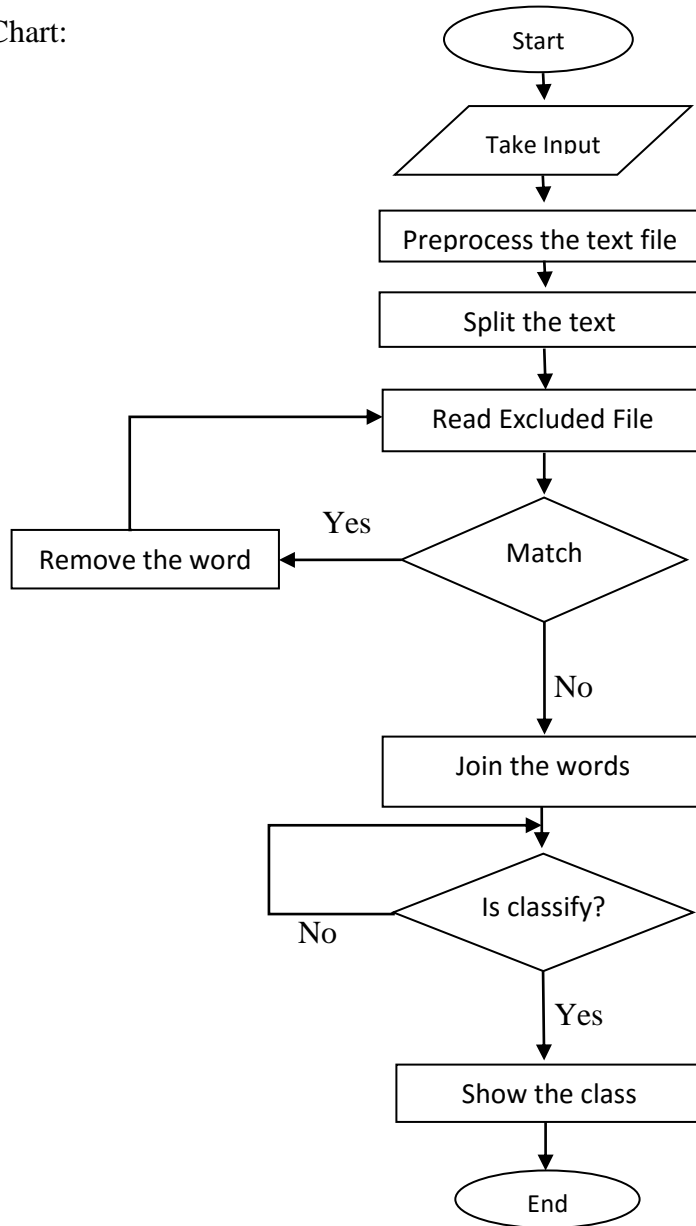 Chart:
Start
Take Input
Preprocess the text file
Split the text
Read Excluded File
Yes
Remove the word
Match
No
Join the words
Is classify?
No
Yes
Show the class
End